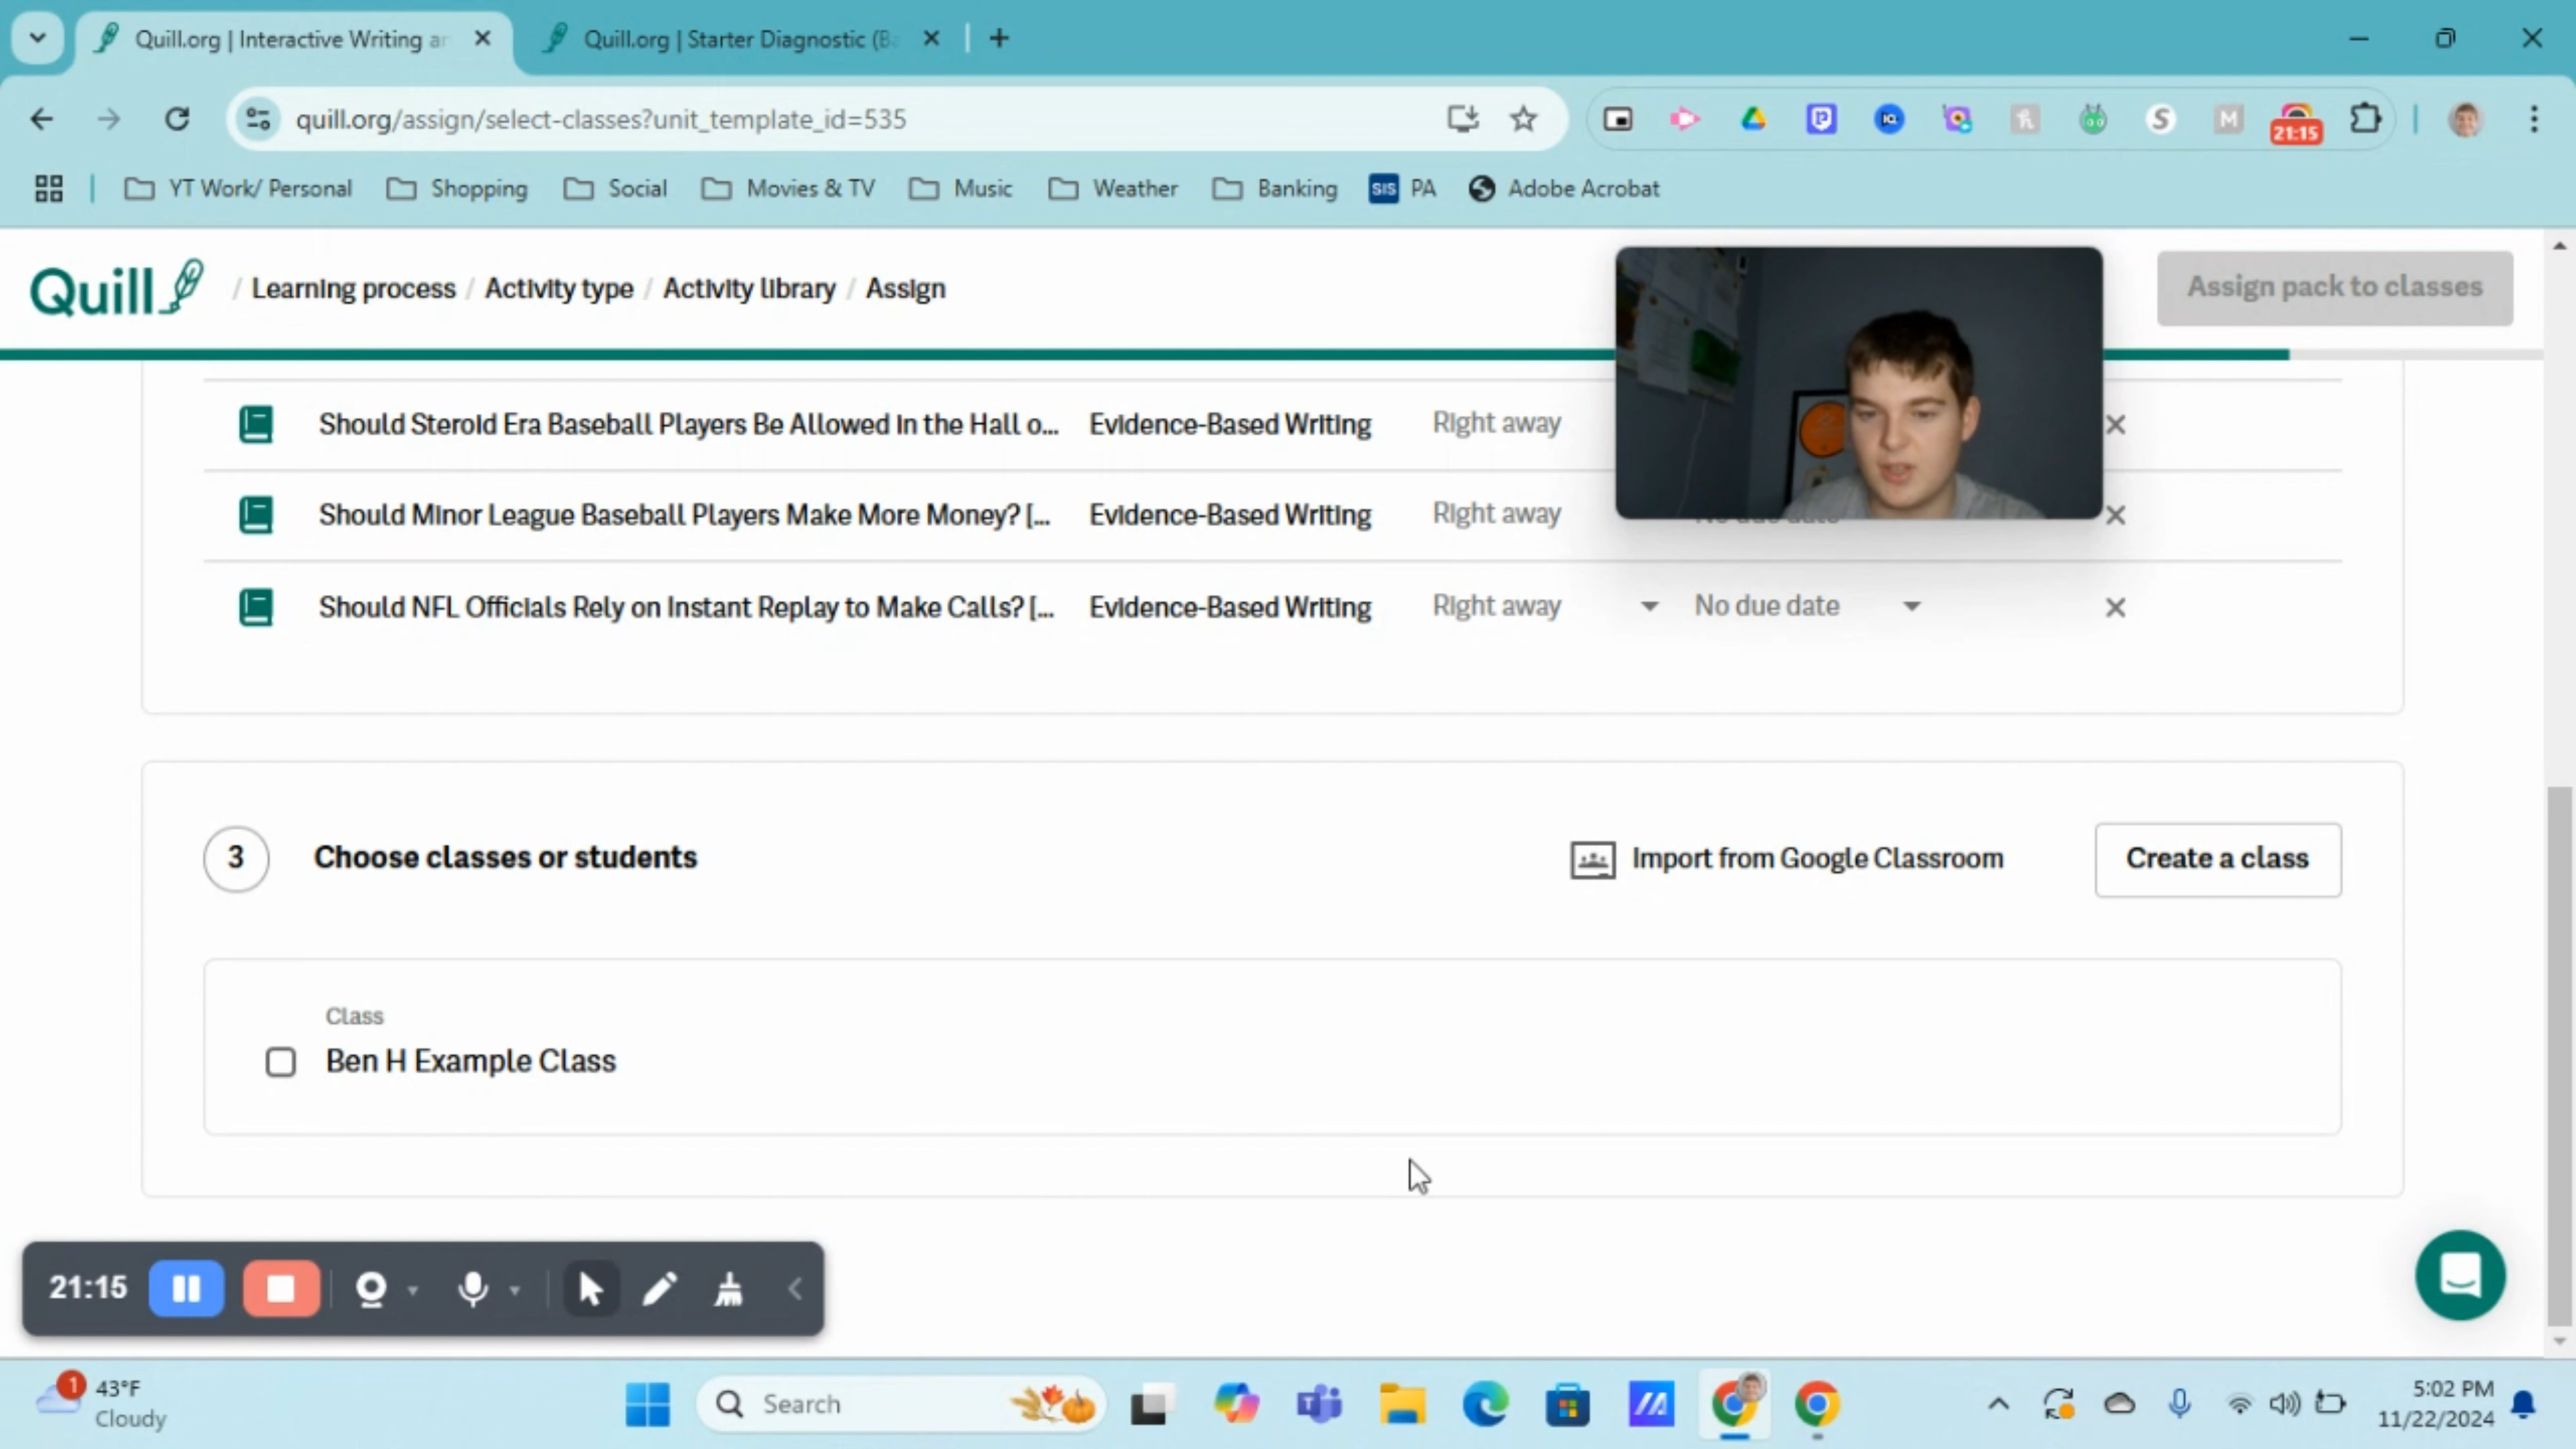 Quill.org | Interactive Writing an
Quill.org | Starter Diagnostic (Ba
quill.org/assign/select-classes?unit_template_id=535
21:15
YT Work/ Personal
Shopping
Social
Movies & TV
Music
Weather
Banking
SIS PA
Adobe Acrobat
Quill / Learning process / Activity type / Activity library / Assign
Assign pack to classes
Should Steroid Era Baseball Players Be Allowed in the Hall o... Evidence-Based Writing Right away
Should Minor League Baseball Players Make More Money? [... Evidence-Based Writing Right away No due date
Should NFL Officials Rely on Instant Replay to Make Calls? [... Evidence-Based Writing Right away No due date
3 Choose classes or students Import from Google Classroom Create a class
Class
Ben H Example Class
21:15
1 43°F
Cloudy
Search
5:02 PM
11/22/2024